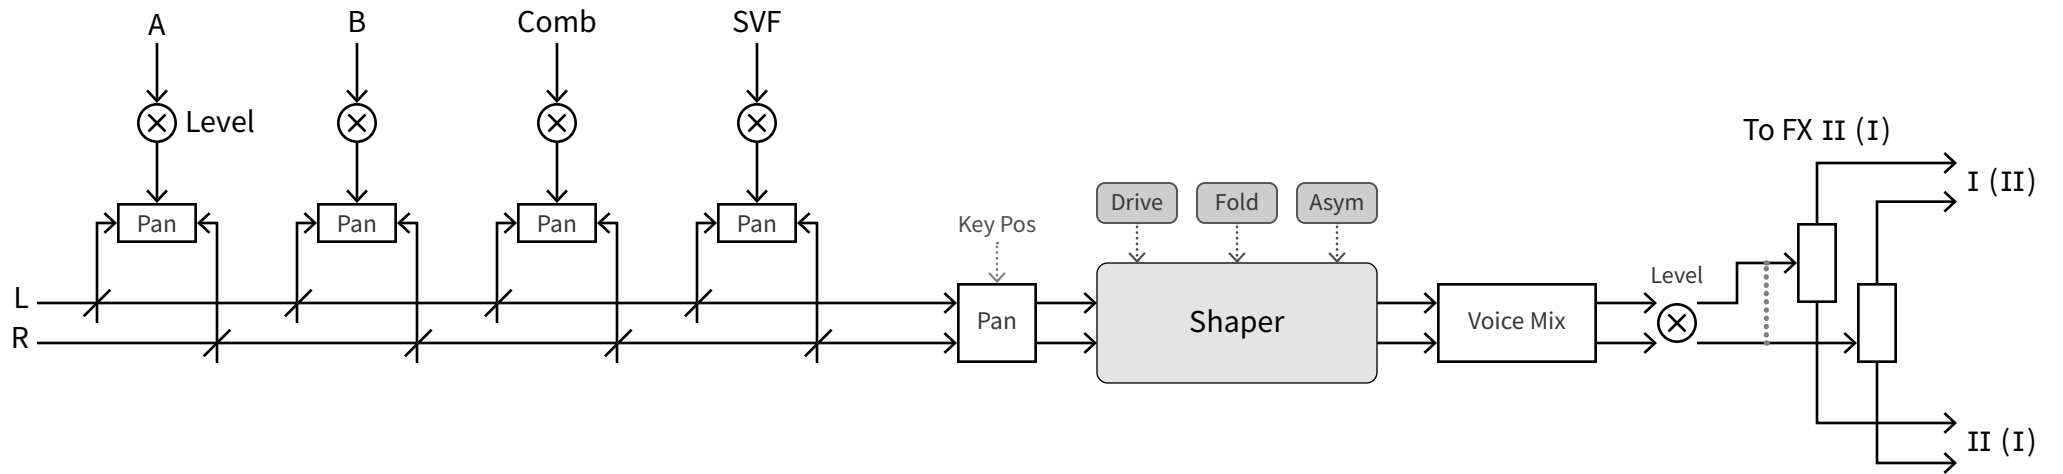 A
B
Comb
SVF
Level
Pan
Pan
Pan
Pan
L
R
Key Pos
Pan
Drive
Fold
Asym
Shaper
Voice Mix
Level
To FX II (I)
I (II)
II (I)